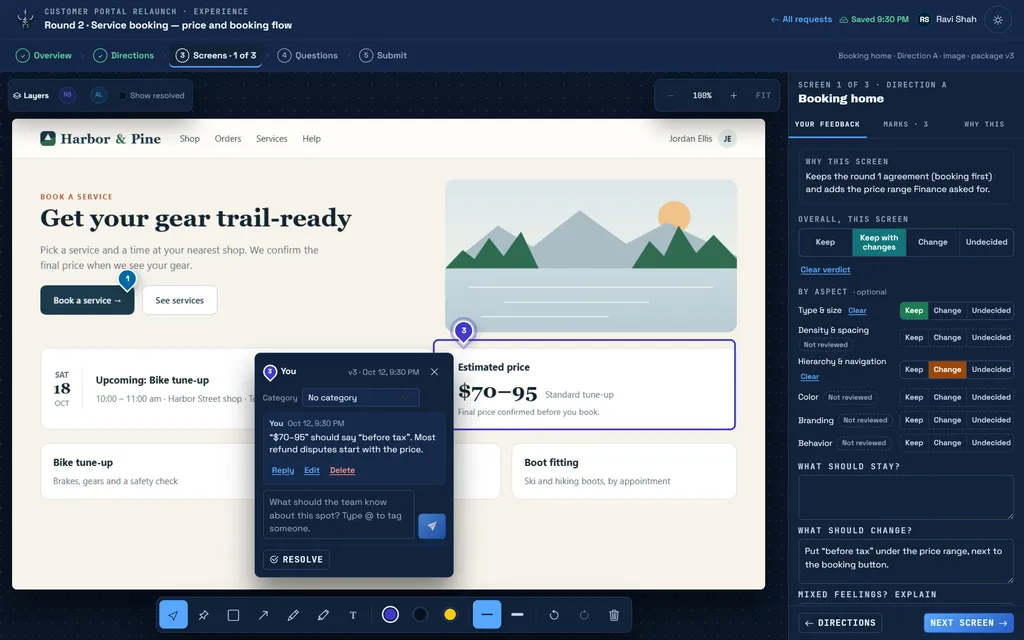 CUSTOMER PORTAL RELAUNCH · EXPERIENCE
Round 2 · Service booking — price and booking flow
← All requests
Saved 9:30 PM
RS
Ravi Shah
Overview
Directions
3 Screens · 1 of 3
4 Questions
5 Submit
Booking home · Direction A · image · package v3
Layers
RS
AL
Show resolved
− 100% + FIT
Harbor & Pine
Shop
Orders
Services
Help
Jordan Ellis
JE
BOOK A SERVICE
Get your gear trail-ready
Pick a service and a time at your nearest shop. We confirm the
final price when we see your gear.
1
Book a service →
See services
3
SAT
18
OCT
Upcoming: Bike tune-up
10:00 – 11:00 am · Harbor Street shop ·
Estimated price
$70–95 Standard tune-up
Final price confirmed before you book.
Bike tune-up
Brakes, gears and a safety check
Boot fitting
Ski and hiking boots, by appointment
3 You
v3 · Oct 12, 9:30 PM
Category
No category
You Oct 12, 9:30 PM
“$70–95” should say “before tax”. Most
refund disputes start with the price.
Reply
Edit
Delete
What should the team know
about this spot? Type @ to tag
someone.
RESOLVE
T
SCREEN 1 OF 3 · DIRECTION A
Booking home
YOUR FEEDBACK
MARKS · 3
WHY THIS
WHY THIS SCREEN
Keeps the round 1 agreement (booking first)
and adds the price range Finance asked for.
OVERALL, THIS SCREEN
Keep
Keep with
changes
Change
Undecided
Clear verdict
BY ASPECT · optional
Type & size Clear Keep Change Undecided
Density & spacing
Not reviewed
Keep Change Undecided
Hierarchy & navigation
Clear
Keep Change Undecided
Color Not reviewed Keep Change Undecided
Branding Not reviewed Keep Change Undecided
Behavior Not reviewed Keep Change Undecided
WHAT SHOULD STAY?
WHAT SHOULD CHANGE?
Put “before tax” under the price range, next to
the booking button.
MIXED FEELINGS? EXPLAIN
← DIRECTIONS
NEXT SCREEN →